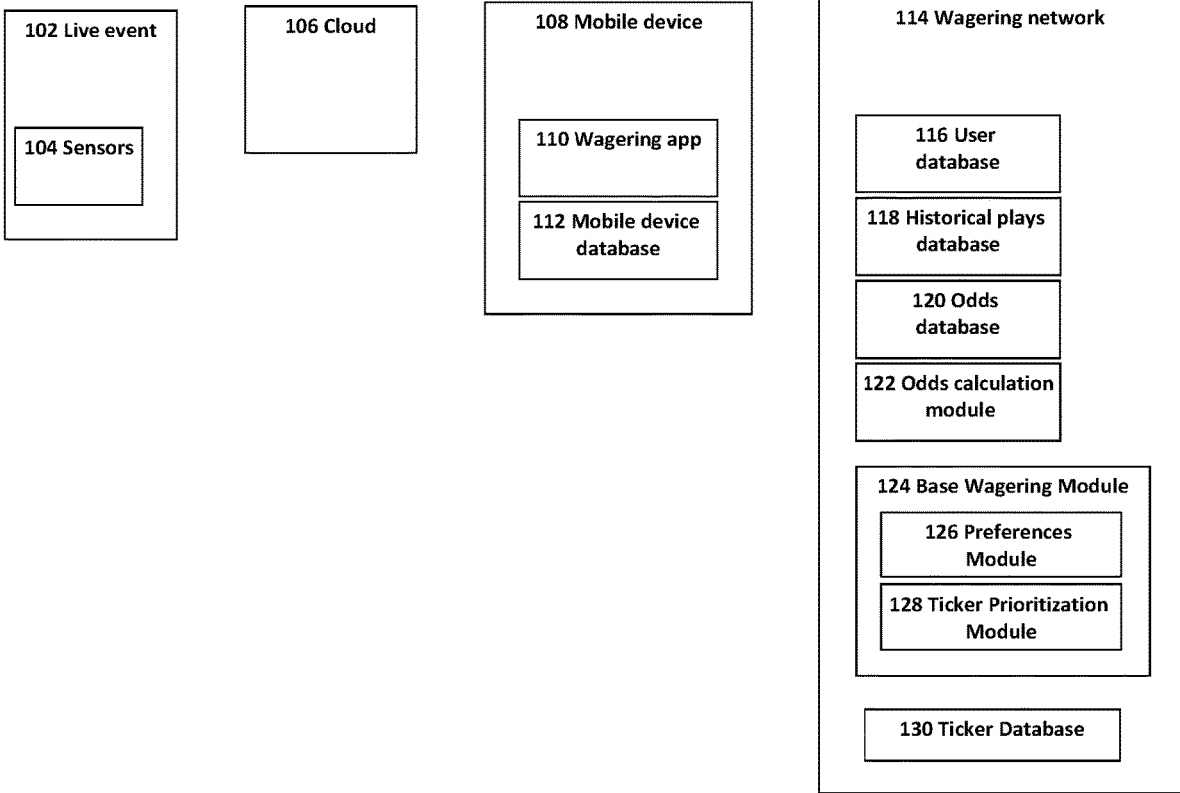 102 Live event
104 Sensors
106 Cloud
108 Mobile device
110 Wagering app
112 Mobile device
database
114 Wagering network
116 User
database
118 Historical plays
database
120 Odds
database
122 Odds calculation
module
124 Base Wagering Module
126 Preferences
Module
128 Ticker Prioritization
Module
130 Ticker Database